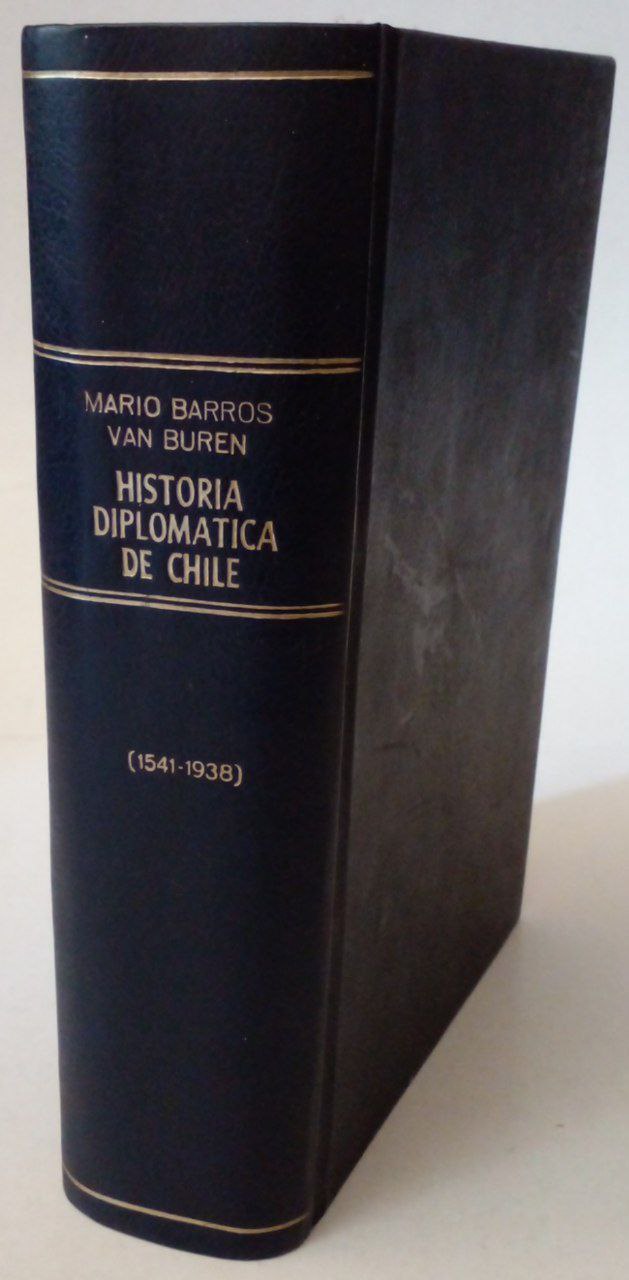 MARIO BARROS
VAN BUREN
HISTORIA
DIPLOMATICA
DE CHILE
(1541-1938)